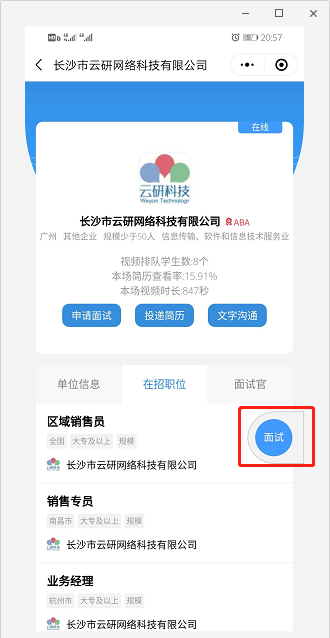 20:57
长沙市云研网络科技有限公司
在线
云研科技
Weyan Technology
长沙市云研网络科技有限公司 ABA
广州 其他企业 规模少于50人 信息传输、软件和信息技术服务业
视频排队学生数:8个
本场简历查看率:15.91%
本场视频时长:847秒
申请面试 投递简历 文字沟通
单位信息 在招职位 面试官
区域销售员
全国 大专及以上 规模
面试
长沙市云研网络科技有限公司
销售专员
南昌市 大专及以上 规模
长沙市云研网络科技有限公司
业务经理
杭州市 大专及以上 规模
长沙市云研网络科技有限公司